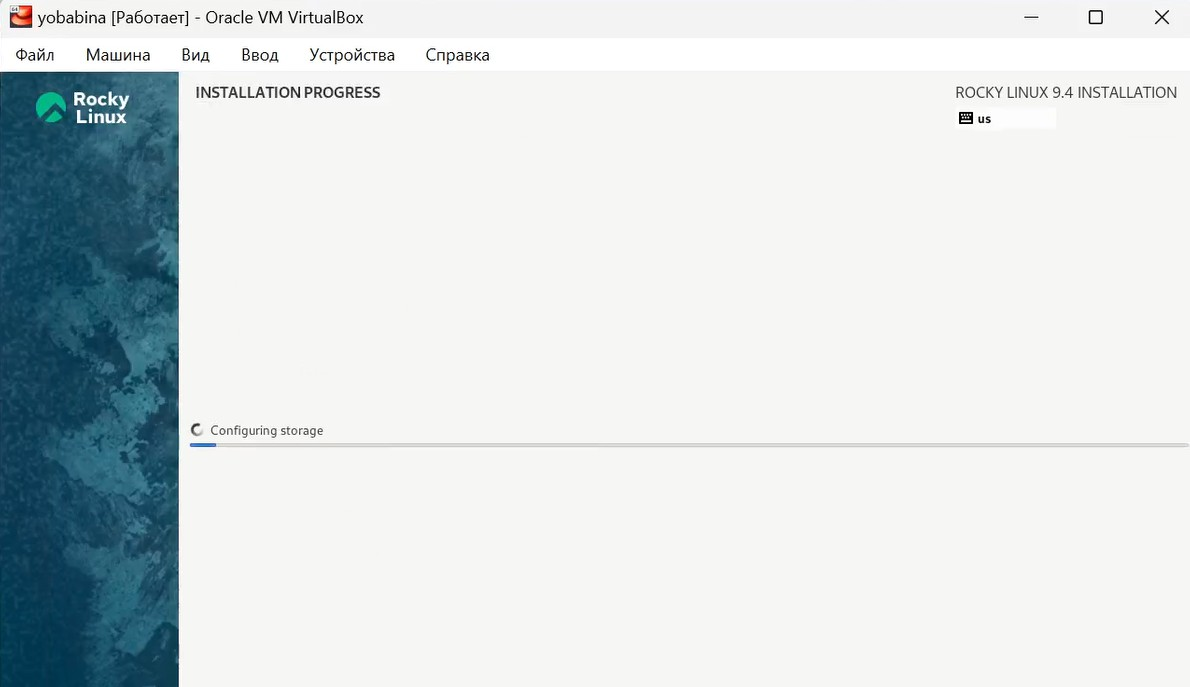 yobabina [Работает] - Oracle VM VirtualBox
Файл Машина Вид Ввод Устройства Справка
Rocky
Linux
INSTALLATION PROGRESS
ROCKY LINUX 9.4 INSTALLATION
us
Configuring storage